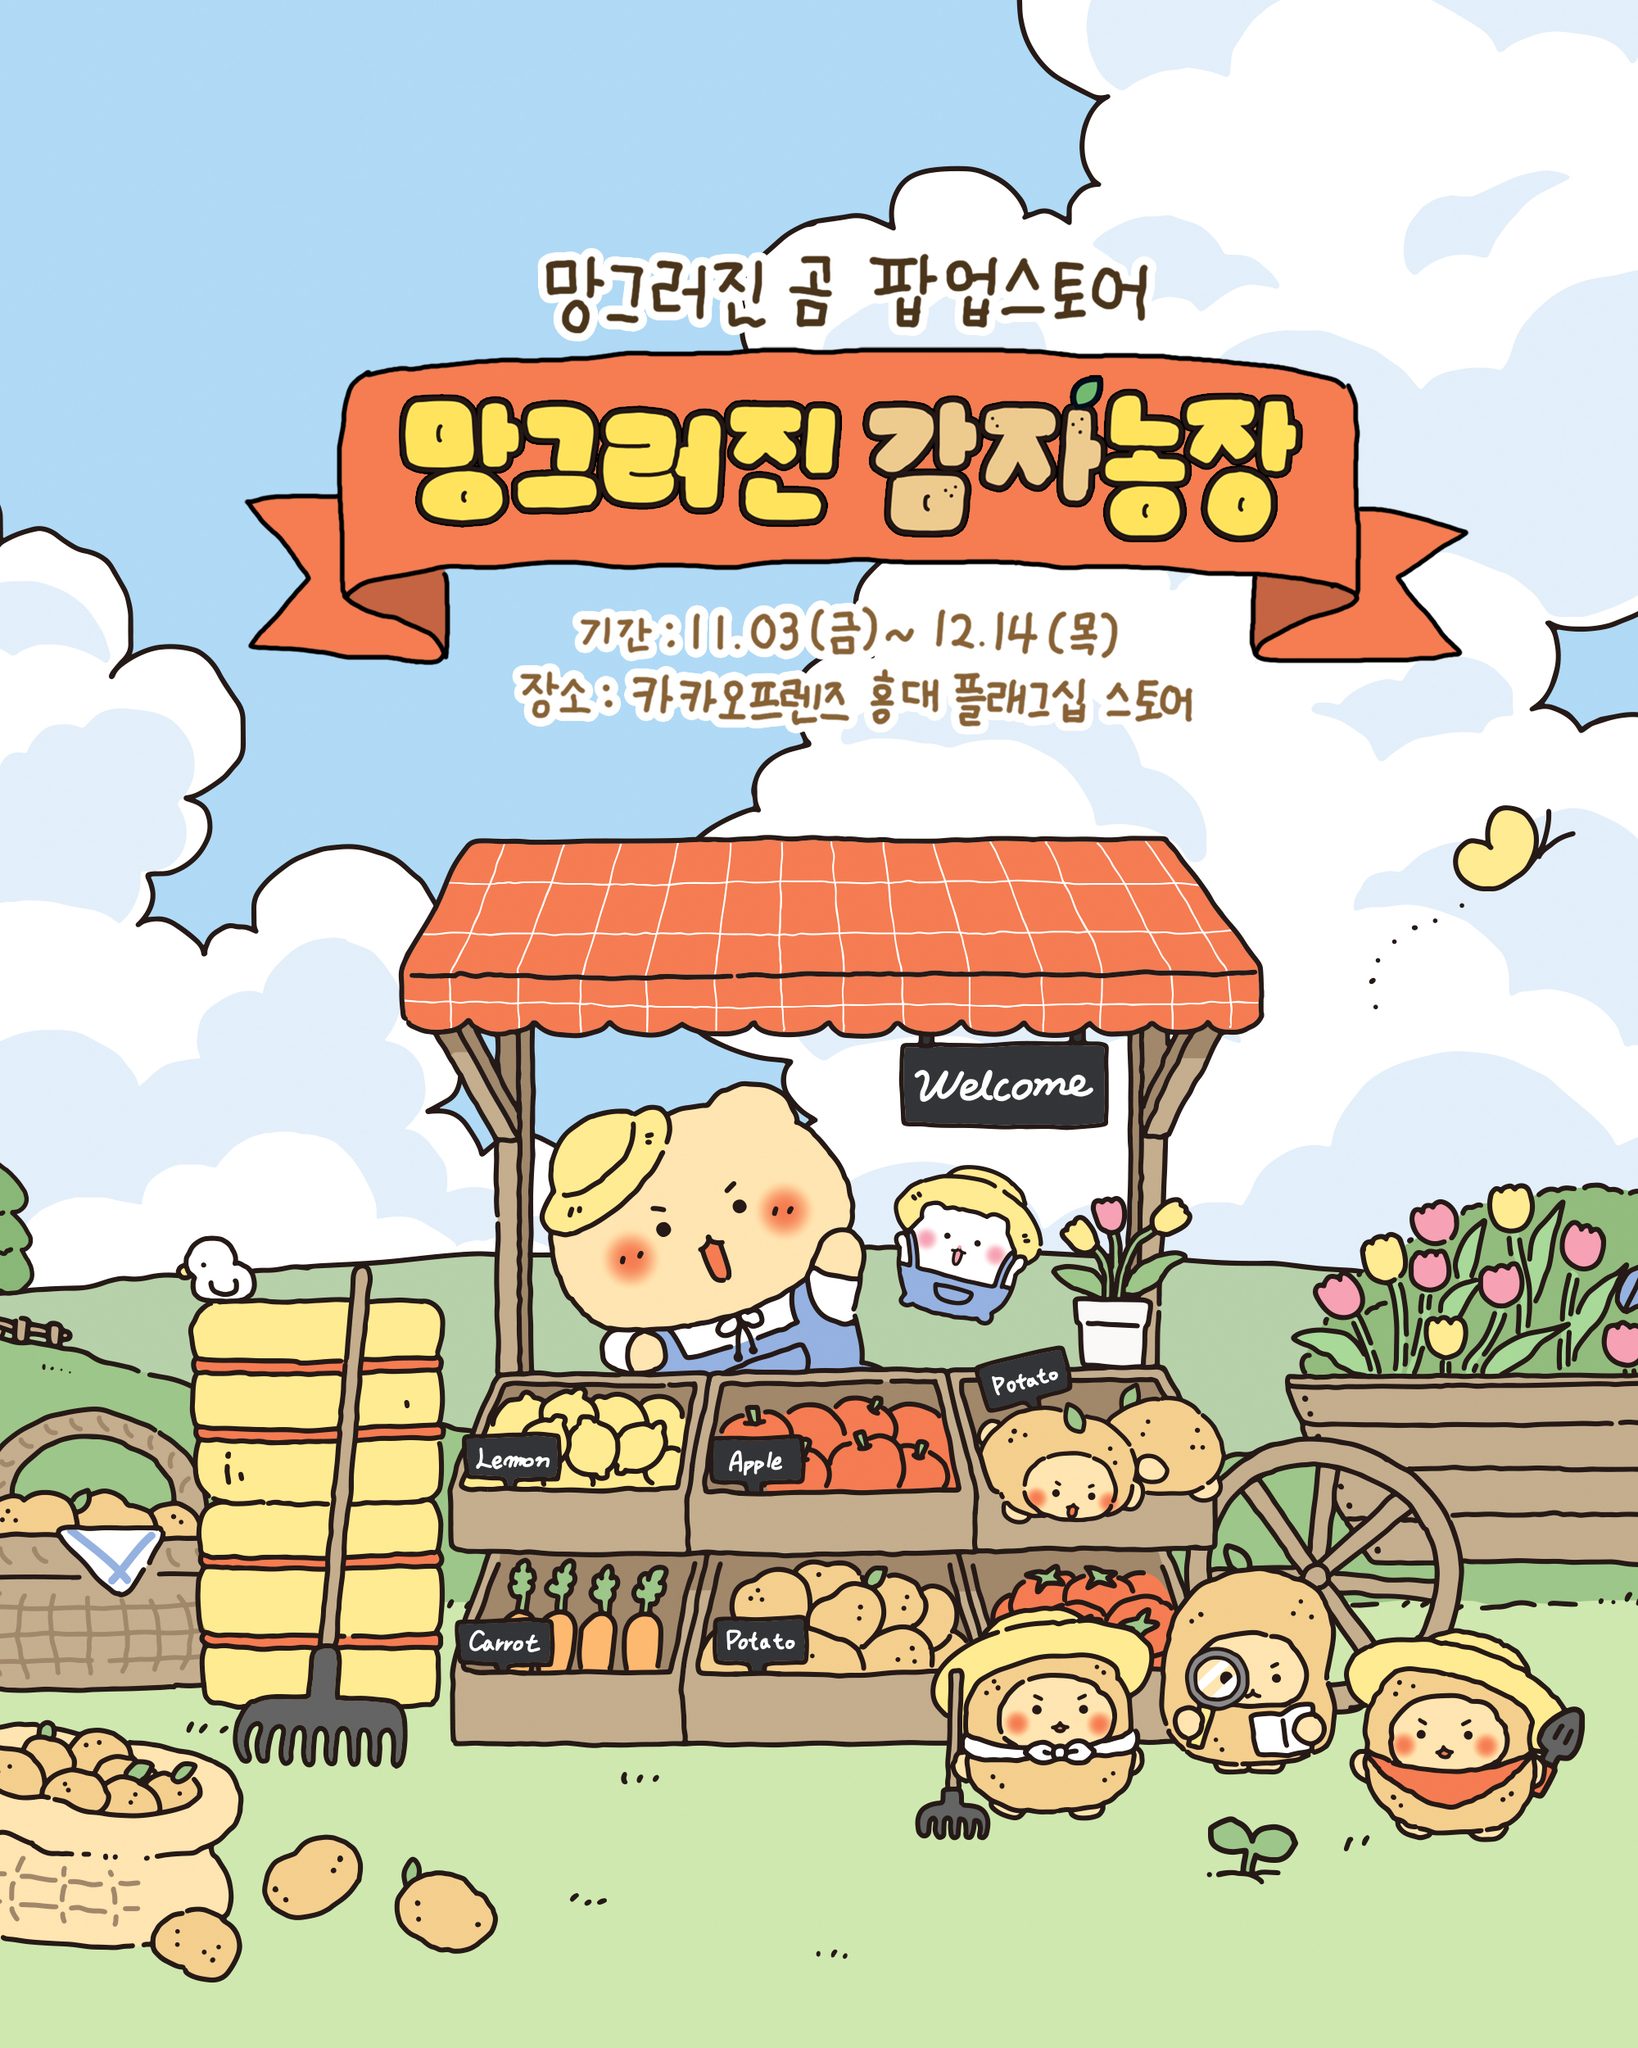 망그러진 곰 팝업스토어
망그러진 감자농장
기간 : 11.03 (금) ~ 12.14 (목)
장소 : 카카오프렌즈 홍대 플래그십 스토어
Welcome
Potato
Lemon
Apple
Carrot
Potato